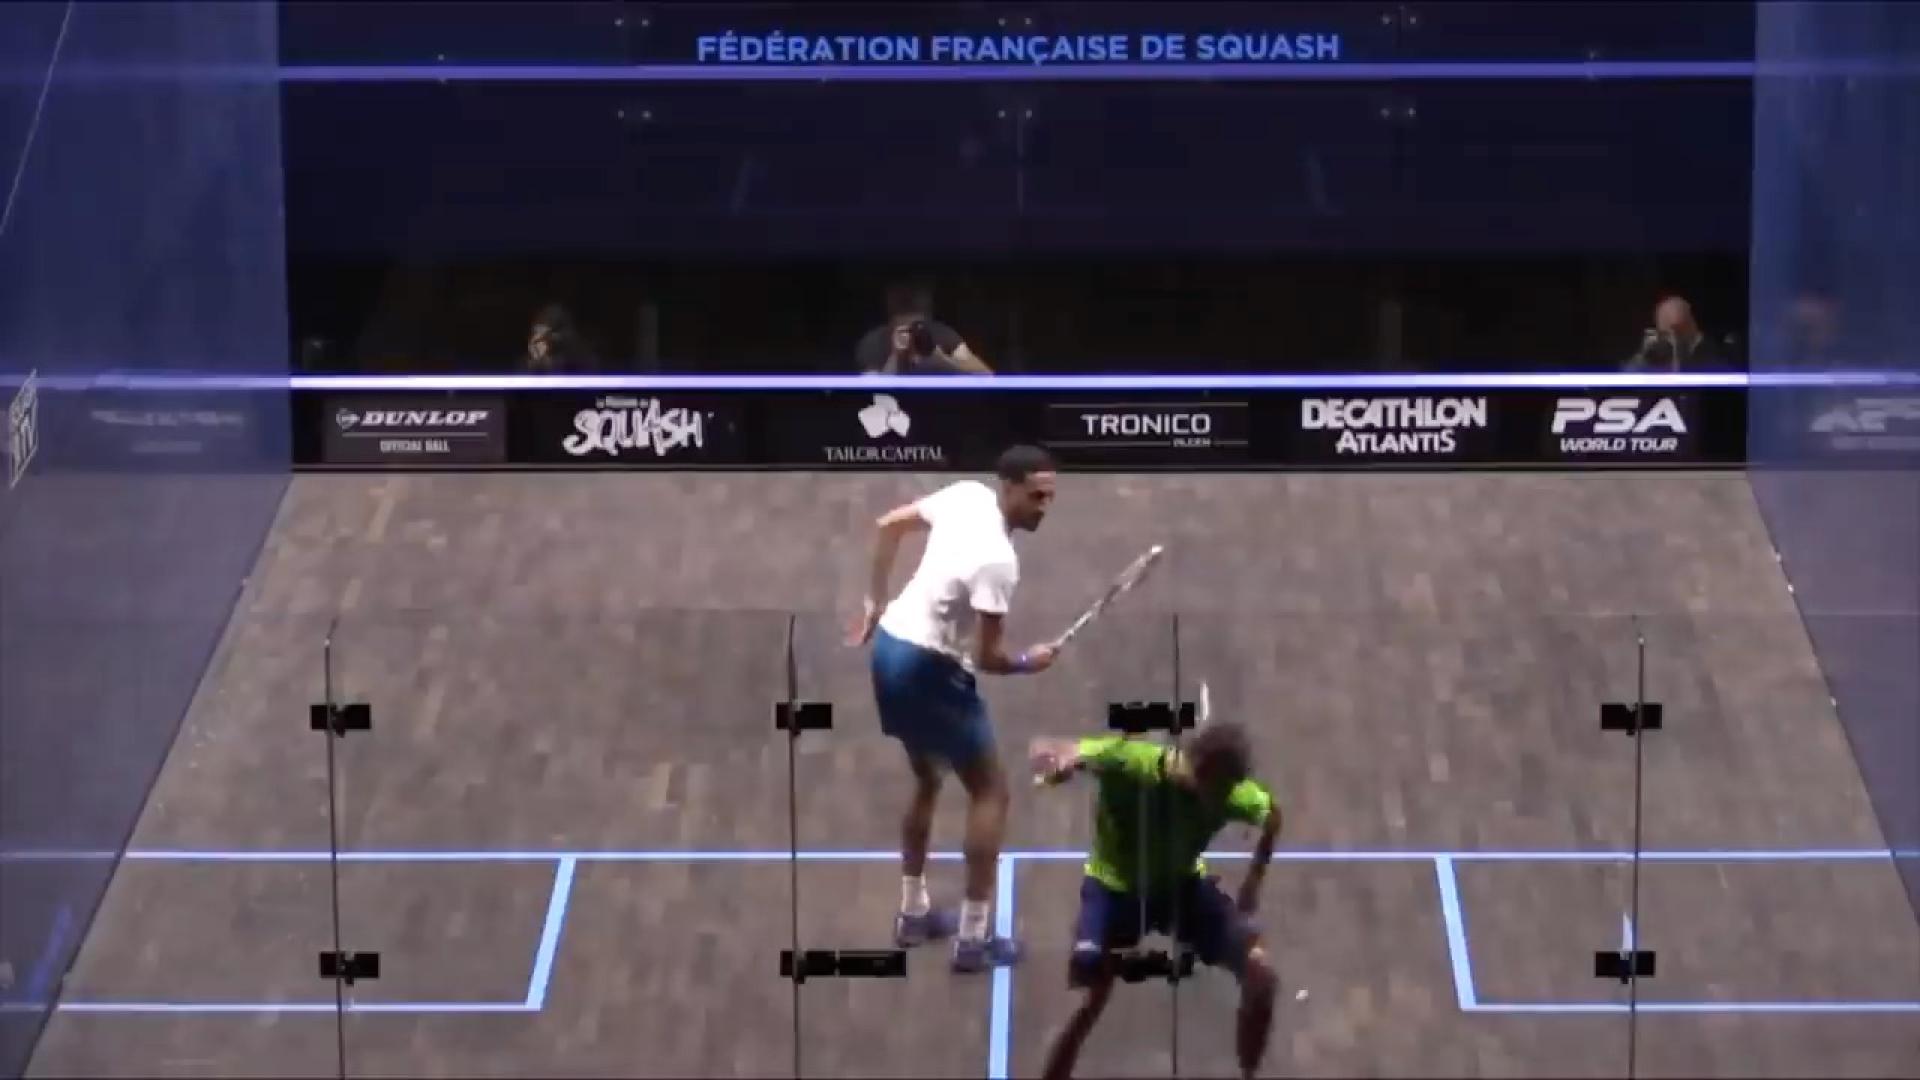 FÉDÉRATION FRANÇAISE DE SQUASH
DUNLOP
OFFICIAL BALL
SQUASH
TAILOR CAPITAL
TRONICO
DECATHLON
ATLANTIS
PSA
WORLD TOUR